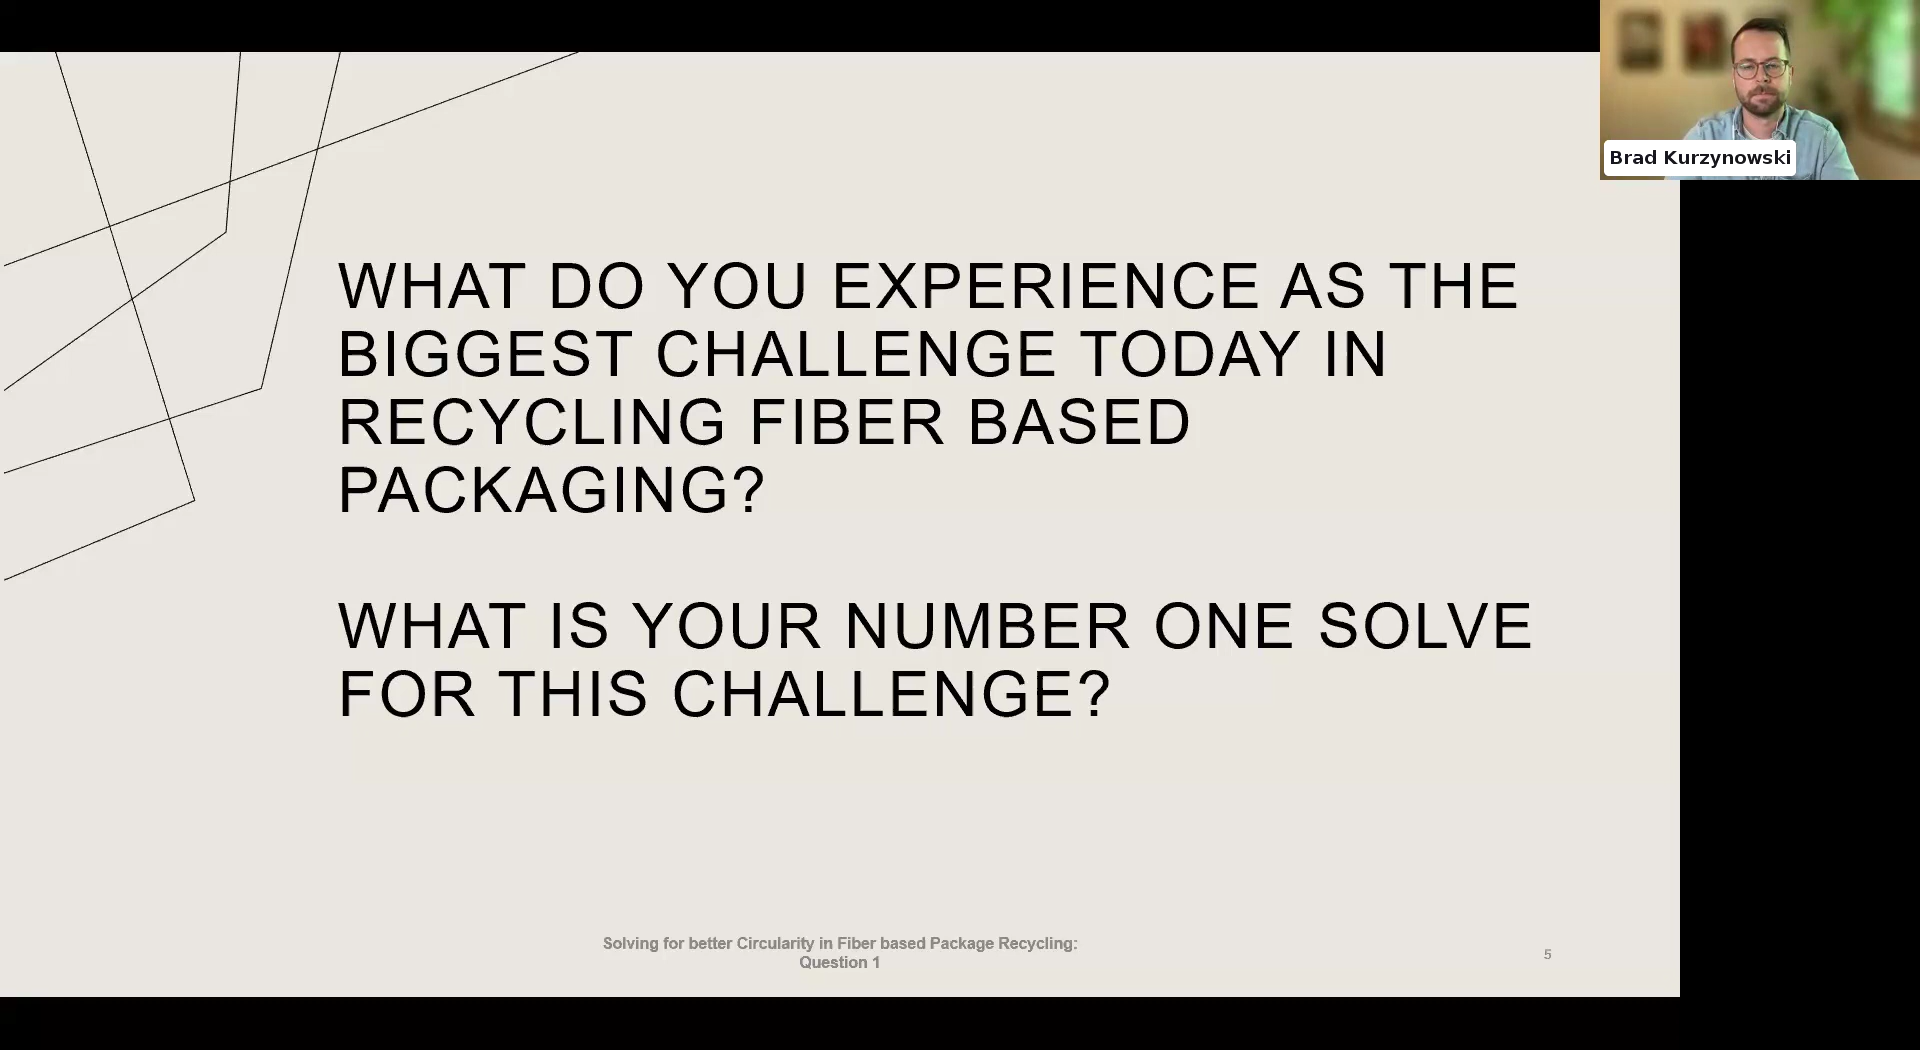 Brad Kurzynowski
WHAT DO YOU EXPERIENCE AS THE
BIGGEST CHALLENGE TODAY IN
RECYCLING FIBER BASED
PACKAGING?
WHAT IS YOUR NUMBER ONE SOLVE
FOR THIS CHALLENGE?
Solving for better Circularity in Fiber based Package Recycling:
Question 1
5